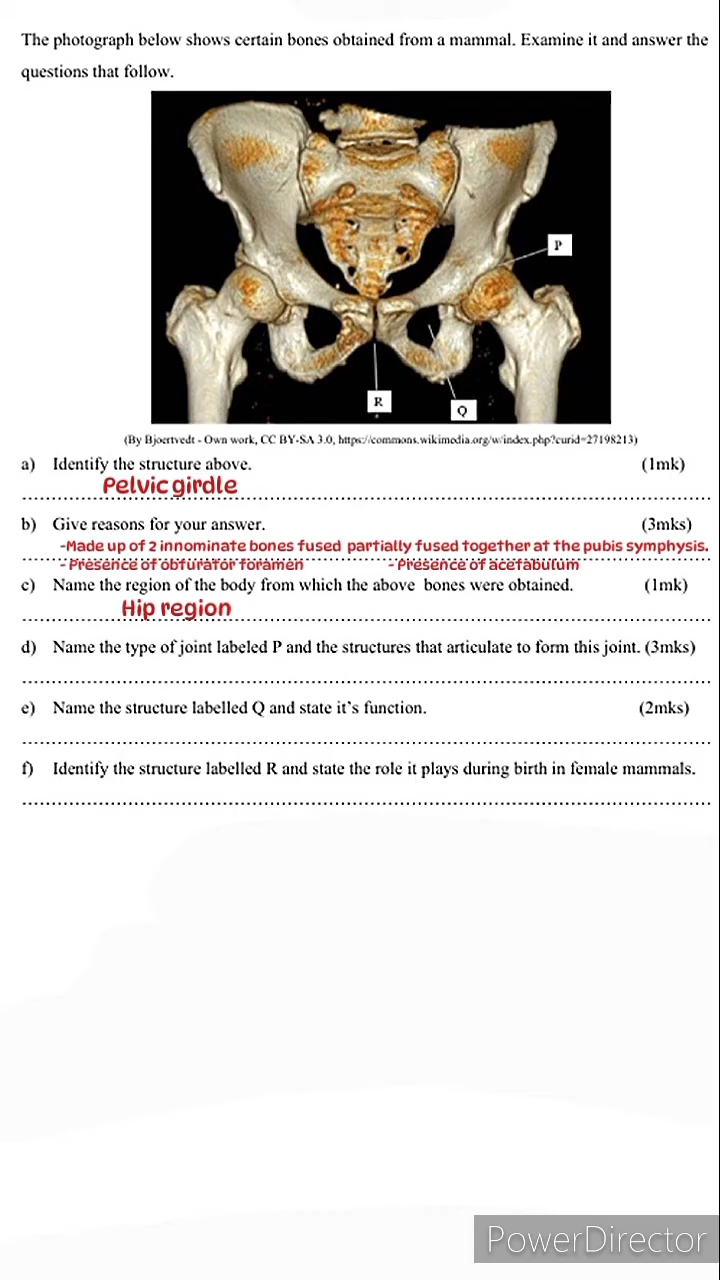 The photograph below shows certain bones obtained from a mammal. Examine it and answer the
questions that follow.
P
R
Q
(By Bjoertvedt - Own work, CC BY-SA 3.0, https://commons.wikimedia.org/w/index.php?curid=27198213)
a) Identify the structure above. (1mk)
Pelvic girdle
b) Give reasons for your answer. (3mks)
-Made up of 2 innominate bones fused partially fused together at the pubis symphysis.
- Presence of obturator foramen - Presence of acetabulum
c) Name the region of the body from which the above bones were obtained. (1mk)
Hip region
d) Name the type of joint labeled P and the structures that articulate to form this joint. (3mks)
e) Name the structure labelled Q and state it's function. (2mks)
f) Identify the structure labelled R and state the role it plays during birth in female mammals.
PowerDirector